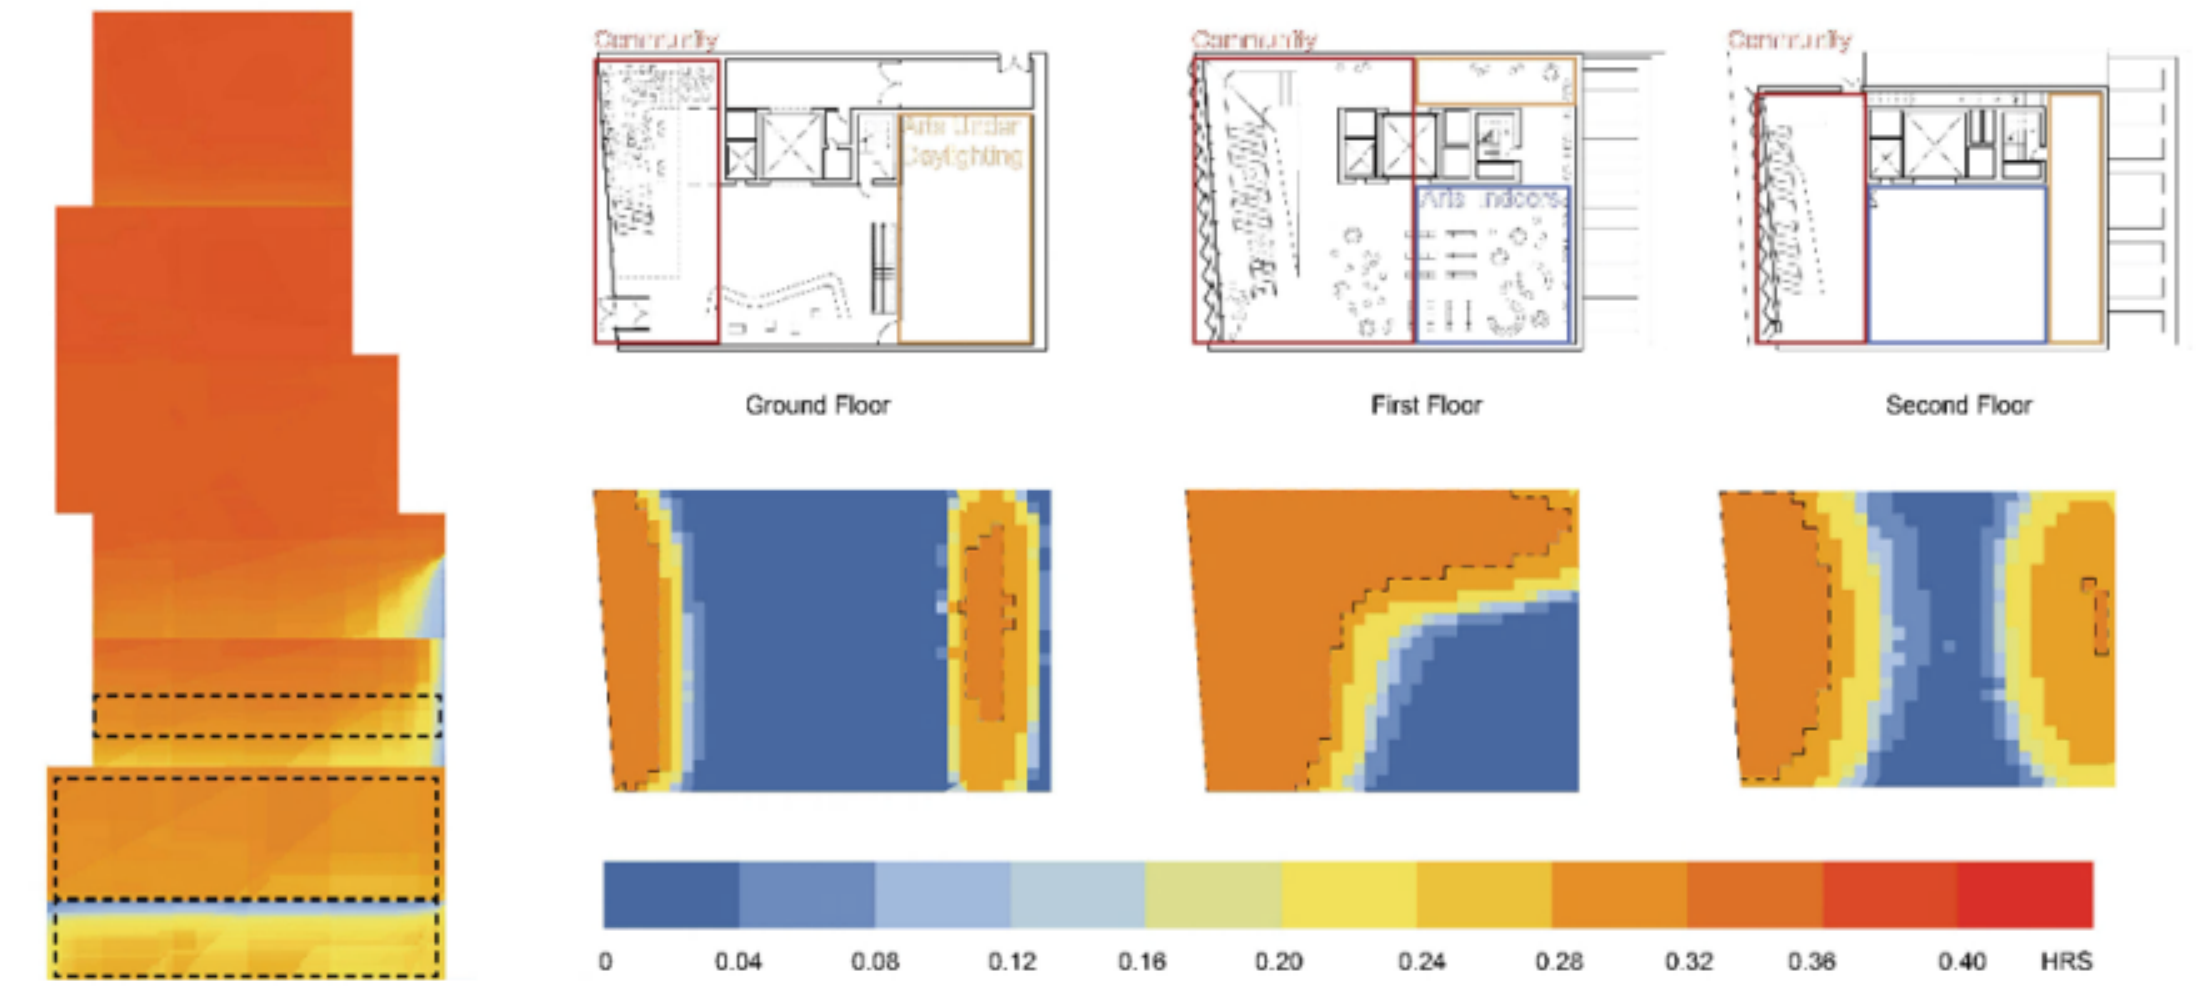 Community
Community
Community
Arts Under
Daylighting
Arts Indoors
Ground Floor
First Floor
Second Floor
0 0.04 0.08 0.12 0.16 0.20 0.24 0.28 0.32 0.36 0.40 HRS